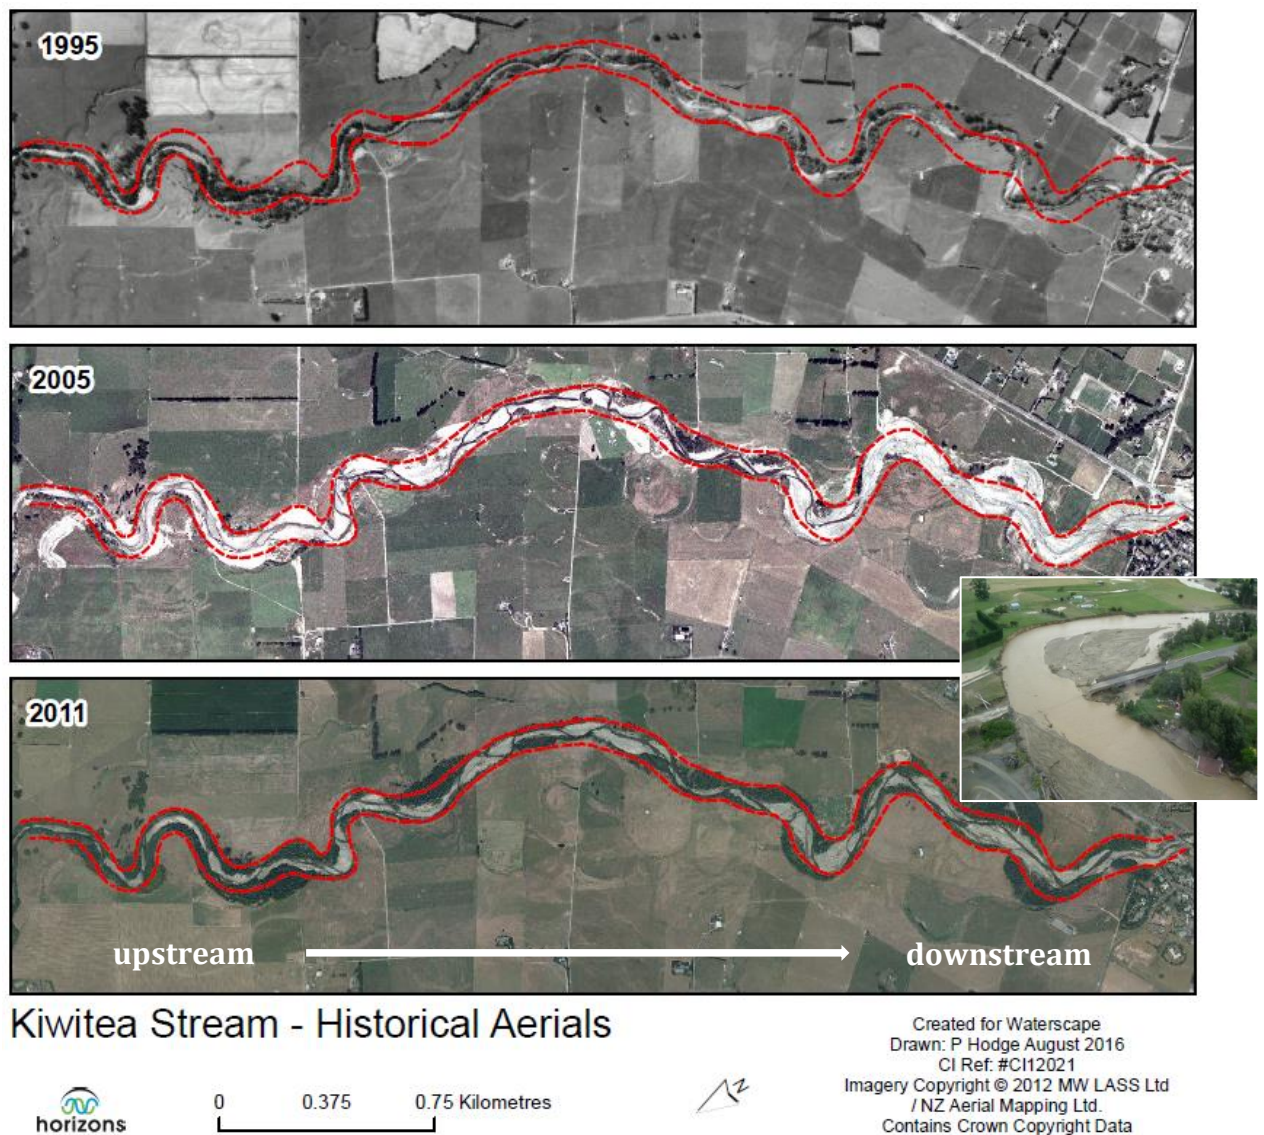 1995
2005
2011
upstream
downstream
Kiwitea Stream - Historical Aerials
horizons
0
0.375
0.75 Kilometres
N
Created for Waterscape
Drawn: P Hodge August 2016
CI Ref: #CI12021
Imagery Copyright © 2012 MW LASS Ltd
/ NZ Aerial Mapping Ltd.
Contains Crown Copyright Data